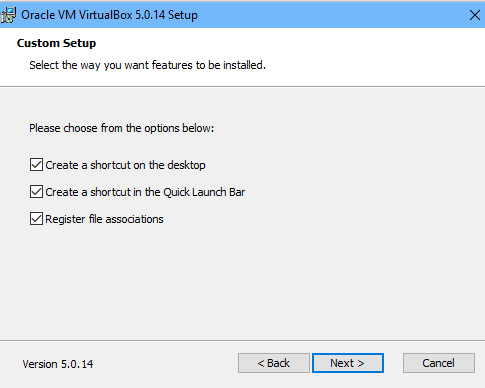 Oracle VM VirtualBox 5.0.14 Setup
Custom Setup
Select the way you want features to be installed.
Please choose from the options below:
Create a shortcut on the desktop
Create a shortcut in the Quick Launch Bar
Register file associations
Version 5.0.14
< Back
Next >
Cancel